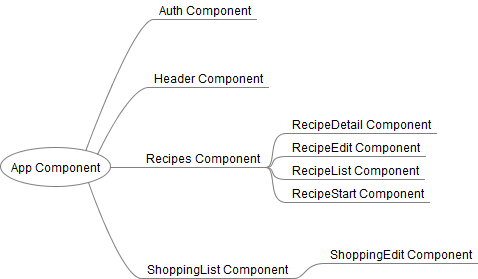 Auth Component
Header Component
App Component
Recipes Component
RecipeDetail Component
RecipeEdit Component
RecipeList Component
RecipeStart Component
ShoppingList Component
ShoppingEdit Component